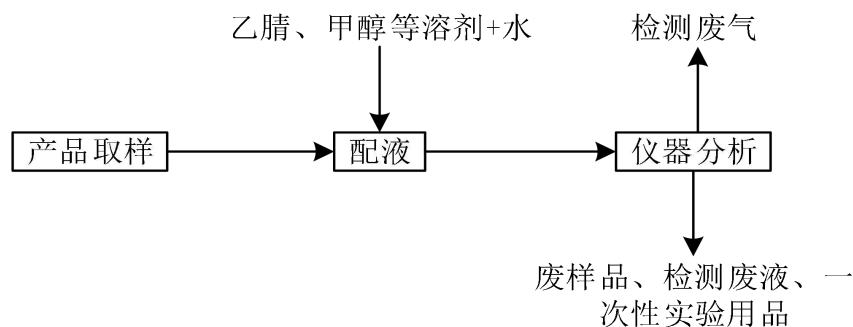 乙腈、甲醇等溶剂+水
检测废气
产品取样
配液
仪器分析
废样品、检测废液、一
次性实验用品